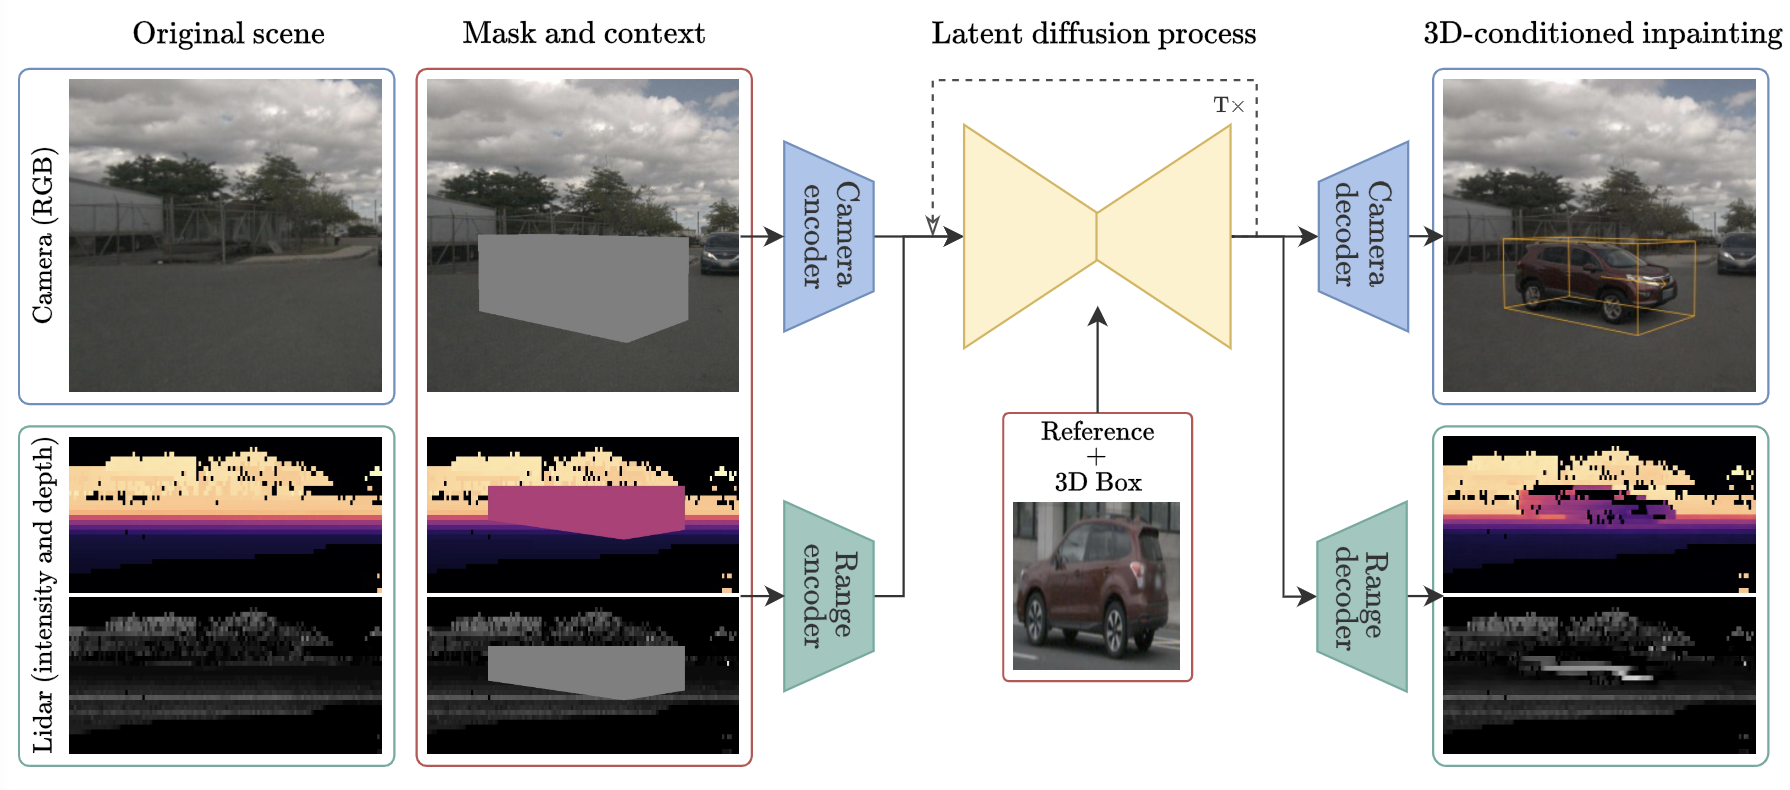 Original scene
Mask and context
Latent diffusion process
3D-conditioned inpainting
Camera (RGB)
Lidar (intensity and depth)
Camera
encoder
Range
encoder
T×
Reference
+
3D Box
Camera
decoder
Range
decoder